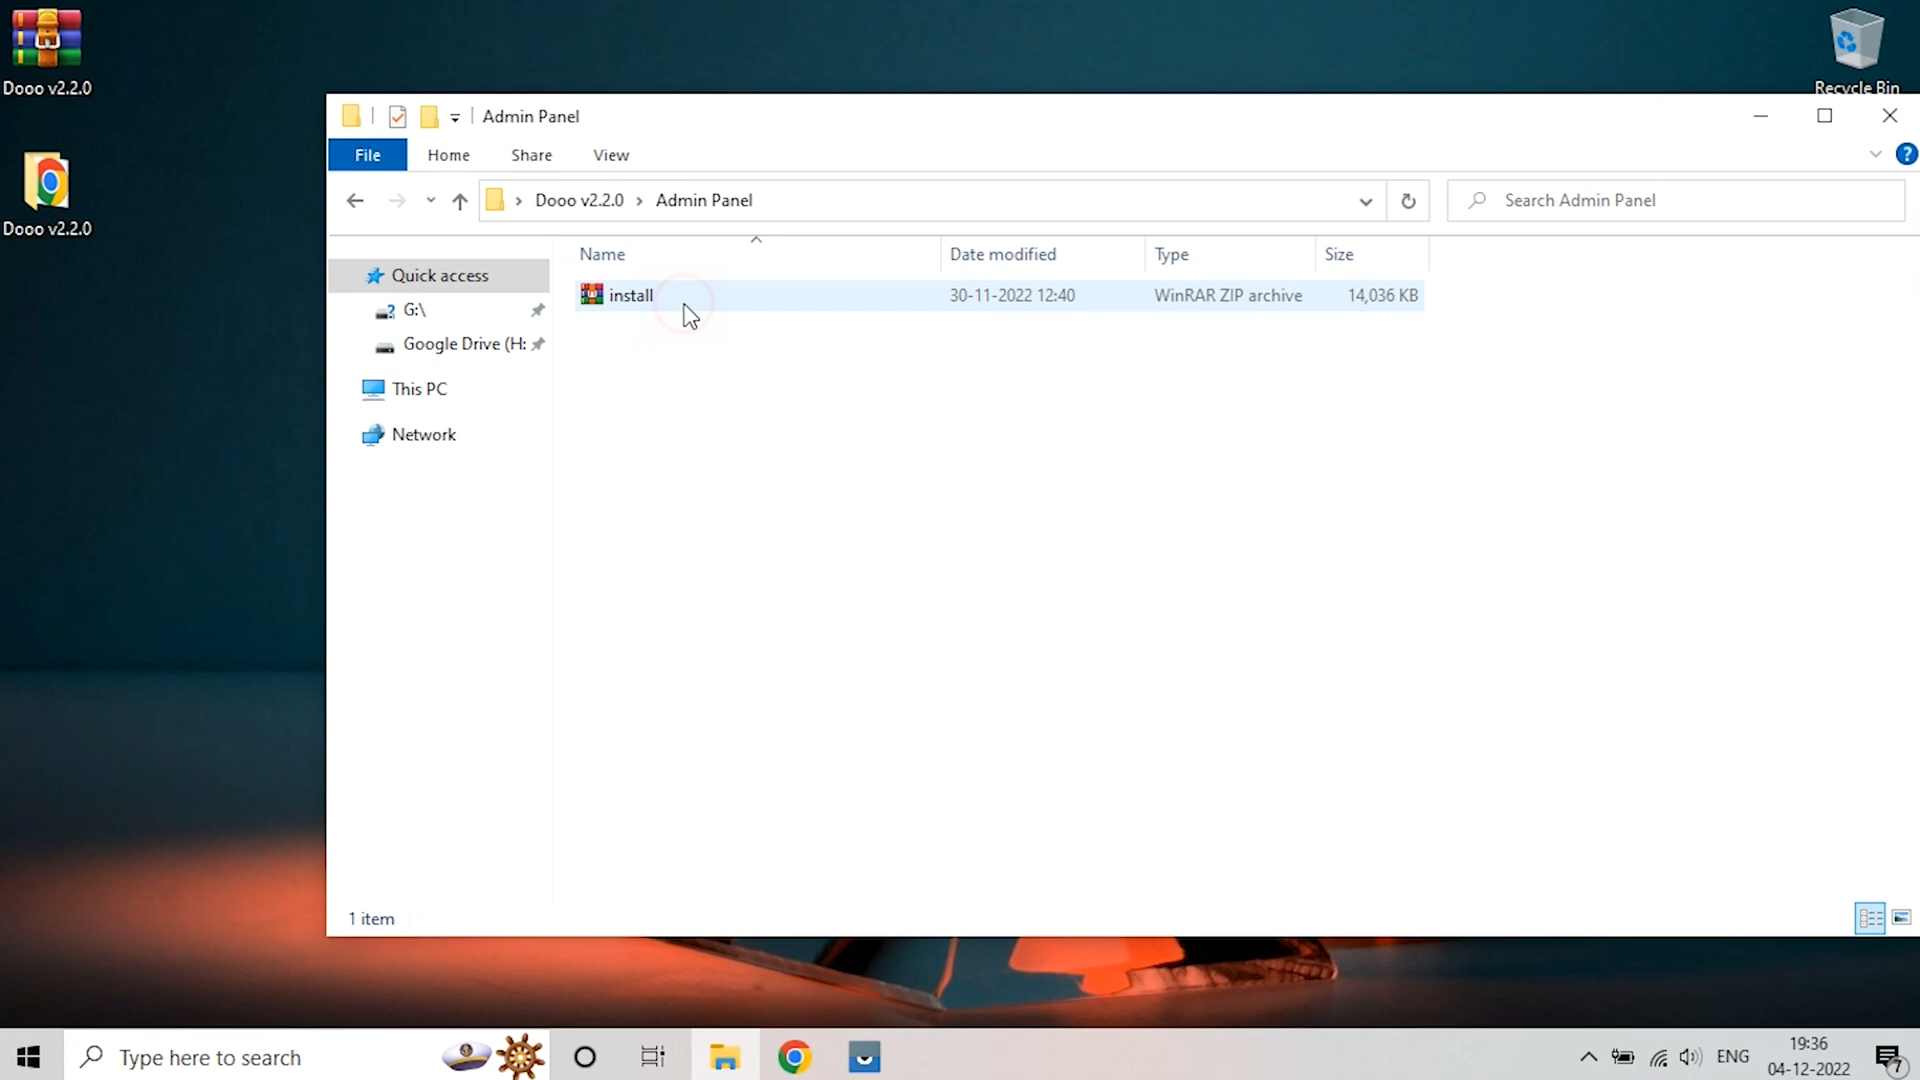 Dooo v2.2.0
Dooo v2.2.0
Recycle Bin
Admin Panel
File
Home
Share
View
?
Dooo v2.2.0
Admin Panel
Search Admin Panel
Quick access
G:\
Google Drive (H:
This PC
Network
Name
Date modified
Type
Size
install
30-11-2022 12:40
WinRAR ZIP archive
14,036 KB
1 item
Type here to search
ENG
19:36
04-12-2022
7